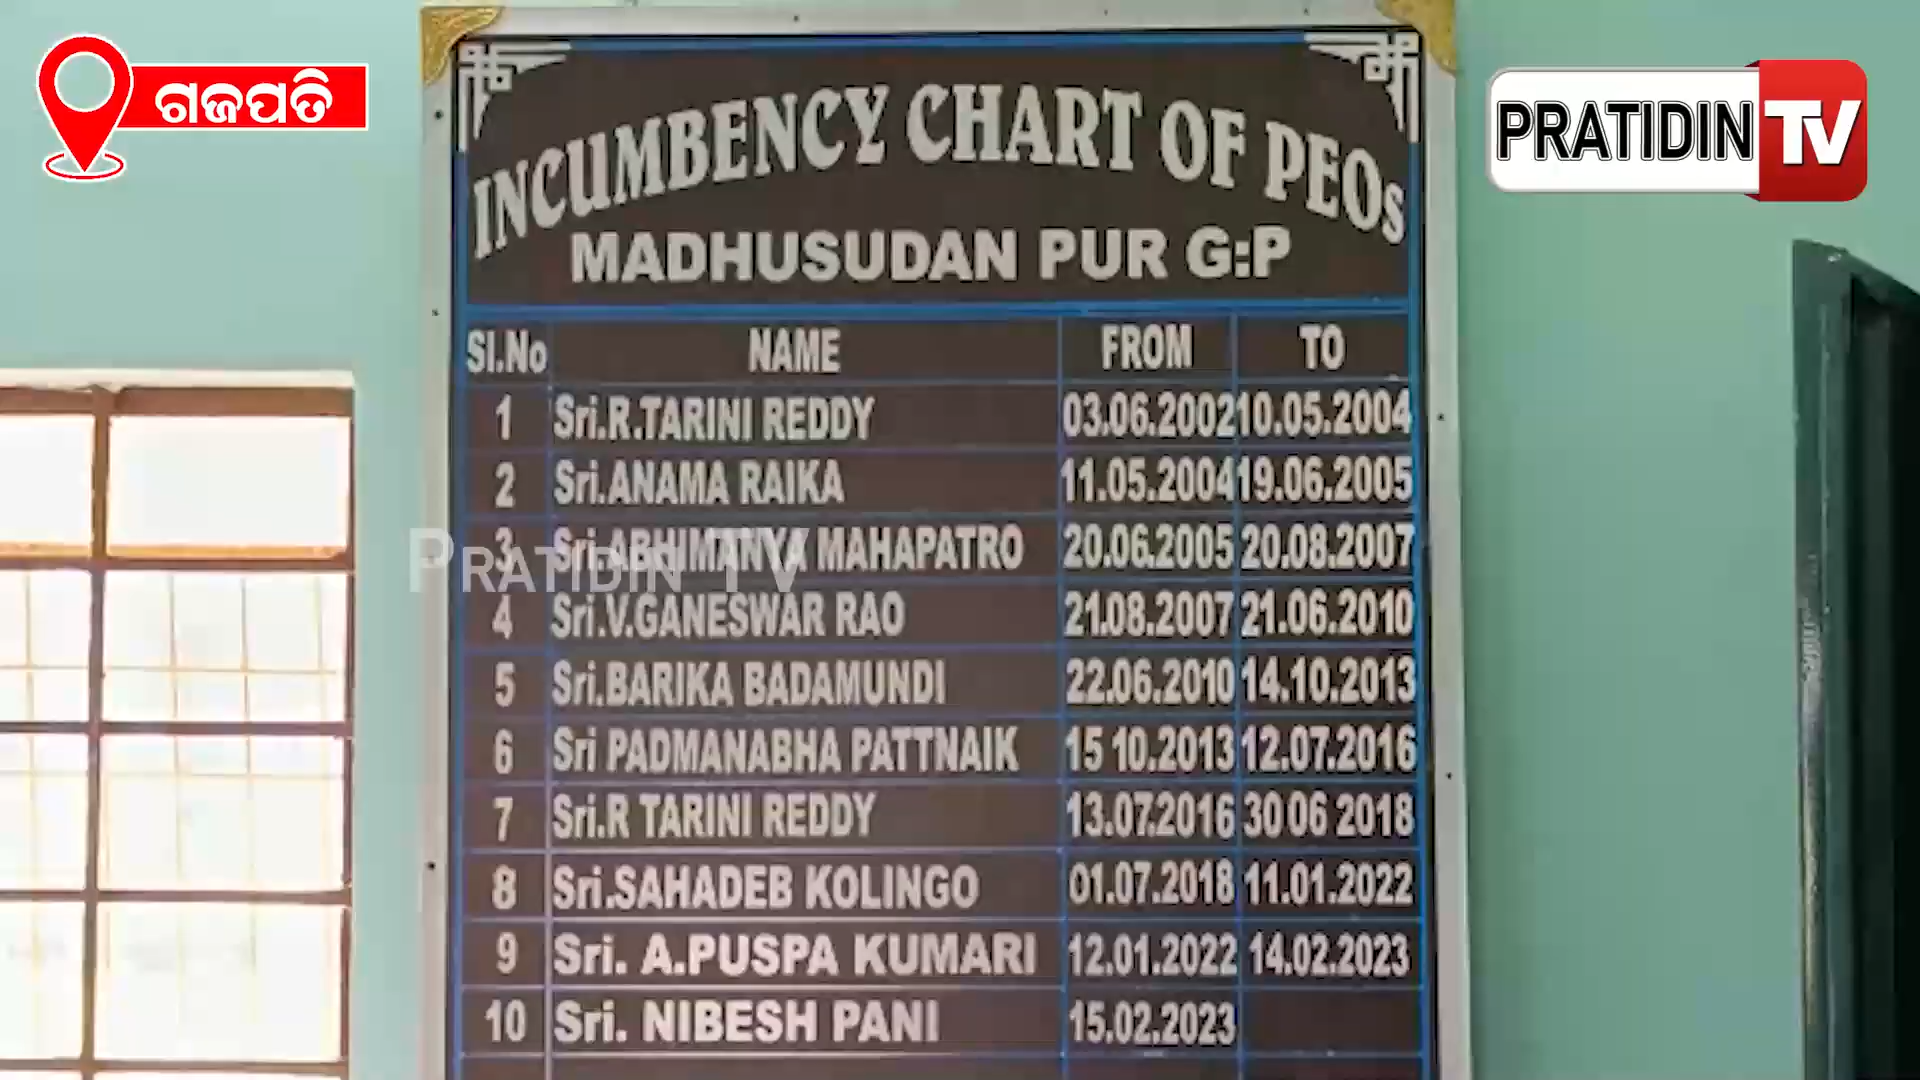 ଗଜପତି
PRATIDIN TV
INCUMBENCY CHART OF PEOs
MADHUSUDAN PUR G:P
Sl.No NAME FROM TO
1 Sri.R.TARINI REDDY 03.06.2002 10.05.2004
2 Sri.ANAMA RAIKA 11.05.2004 19.06.2005
3 Sri.ABHIMANYA MAHAPATRO 20.06.2005 20.08.2007
PRATIDIN TV
4 Sri.V.GANESWAR RAO 21.08.2007 21.06.2010
5 Sri.BARIKA BADAMUNDI 22.06.2010 14.10.2013
6 Sri PADMANABHA PATTNAIK 15 10.2013 12.07.2016
7 Sri.R TARINI REDDY 13.07.2016 30 06 2018
8 Sri.SAHADEB KOLINGO 01.07.2018 11.01.2022
9 Sri. A.PUSPA KUMARI 12.01.2022 14.02.2023
10 Sri. NIBESH PANI 15.02.2023